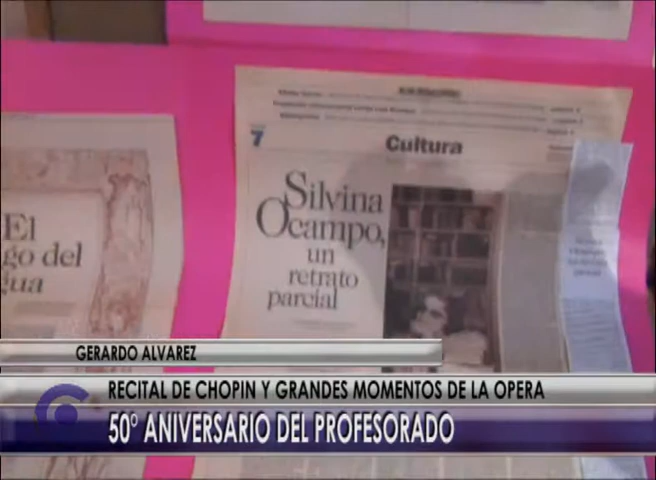 7
Cultura
Silvina
Ocampo,
un
retrato
parcial
El
go del
gua
GERARDO ALVAREZ
RECITAL DE CHOPIN Y GRANDES MOMENTOS DE LA OPERA
50° ANIVERSARIO DEL PROFESORADO